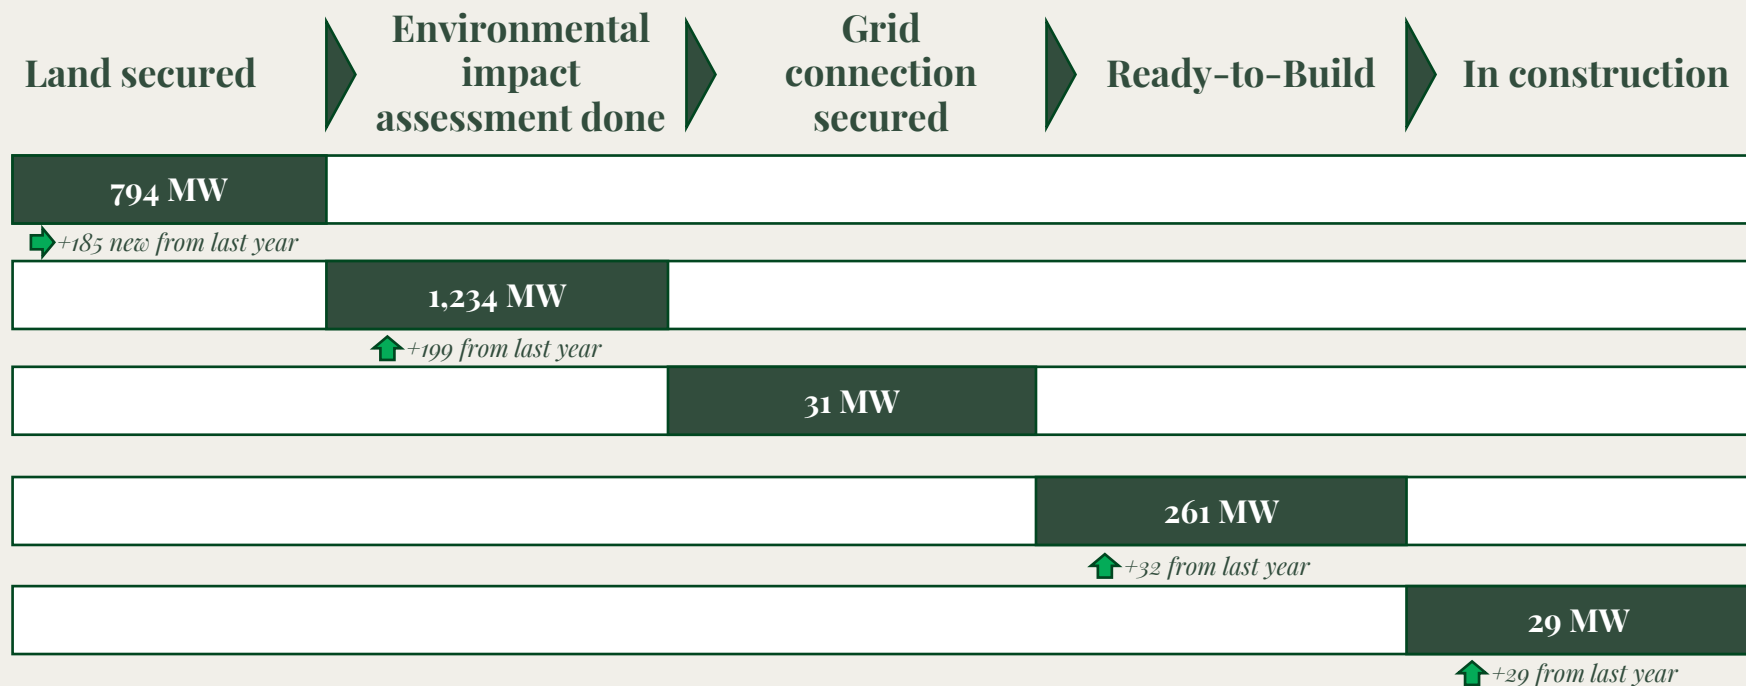 Land secured
Environmental
impact
assessment done
Grid
connection
secured
Ready-to-Build
In construction
794 MW
+185 new from last year
1,234 MW
+199 from last year
31 MW
261 MW
+32 from last year
29 MW
+29 from last year